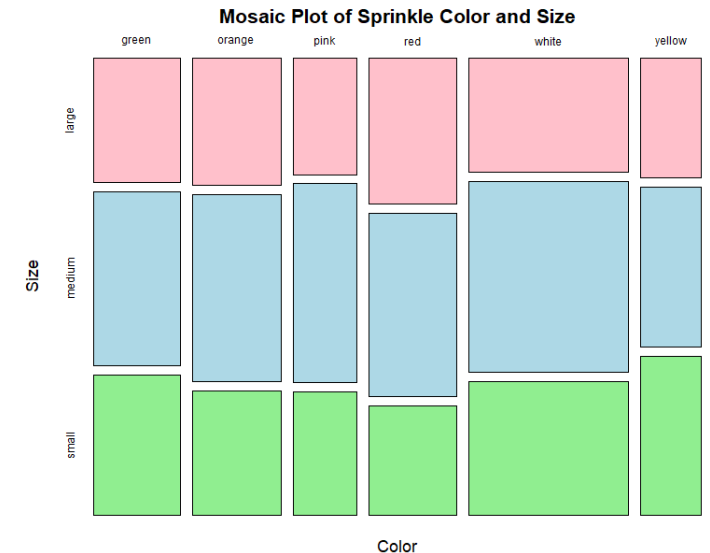 Mosaic Plot of Sprinkle Color and Size
green orange pink red white yellow
large
medium
small
Size
Color